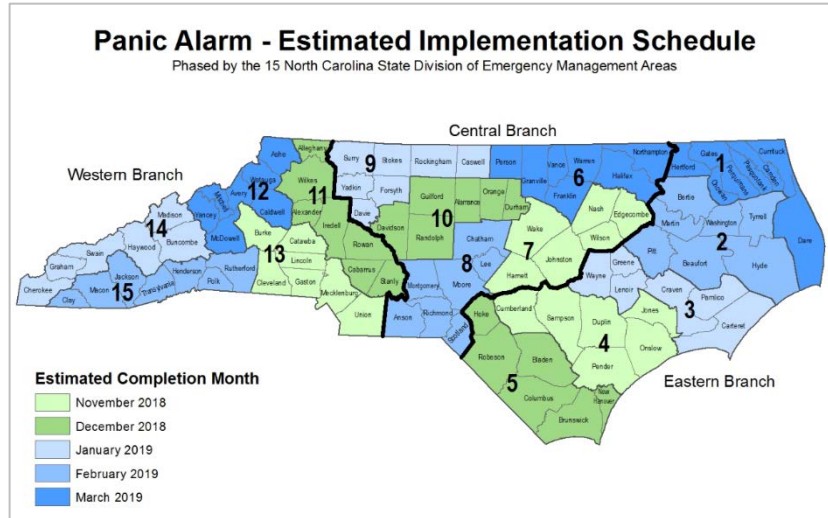 Panic Alarm - Estimated Implementation Schedule
Phased by the 15 North Carolina State Division of Emergency Management Areas
Central Branch
Western Branch
Eastern Branch
Alleghany
Ashe
Surry
Stokes
Rockingham
Caswell
Person
Granville
Vance
Warren
Northampton
Halifax
Franklin
Hertford
Gates
Currituck
Camden
Pasquotank
Perquimans
Chowan
1
9
6
Wilkes
Watauga
Avery
Mitchell
Yancey
12
Caldwell
McDowell
11
Alexander
Iredell
Yadkin
Forsyth
Davie
Davidson
Guilford
Alamance
Orange
Durham
10
Randolph
Rowan
Cabarrus
Stanly
Nash
Edgecombe
Wilson
Wake
7
Johnston
Harnett
Chatham
8
Lee
Moore
Montgomery
Richmond
Anson
Scotland
Bertie
Martin
Washington
Tyrrell
Dare
2
Pitt
Beaufort
Hyde
Madison
14
Buncombe
Haywood
Swain
Graham
Cherokee
Jackson
Macon
15
Clay
Transylvania
Henderson
Polk
Rutherford
Burke
Catawba
13
Lincoln
Cleveland
Gaston
Mecklenburg
Union
Wayne
Greene
Lenoir
Craven
Pamlico
3
Carteret
Jones
Duplin
4
Onslow
Pender
Sampson
Cumberland
Hoke
Robeson
Bladen
5
Columbus
Brunswick
New Hanover
Estimated Completion Month
November 2018
December 2018
January 2019
February 2019
March 2019